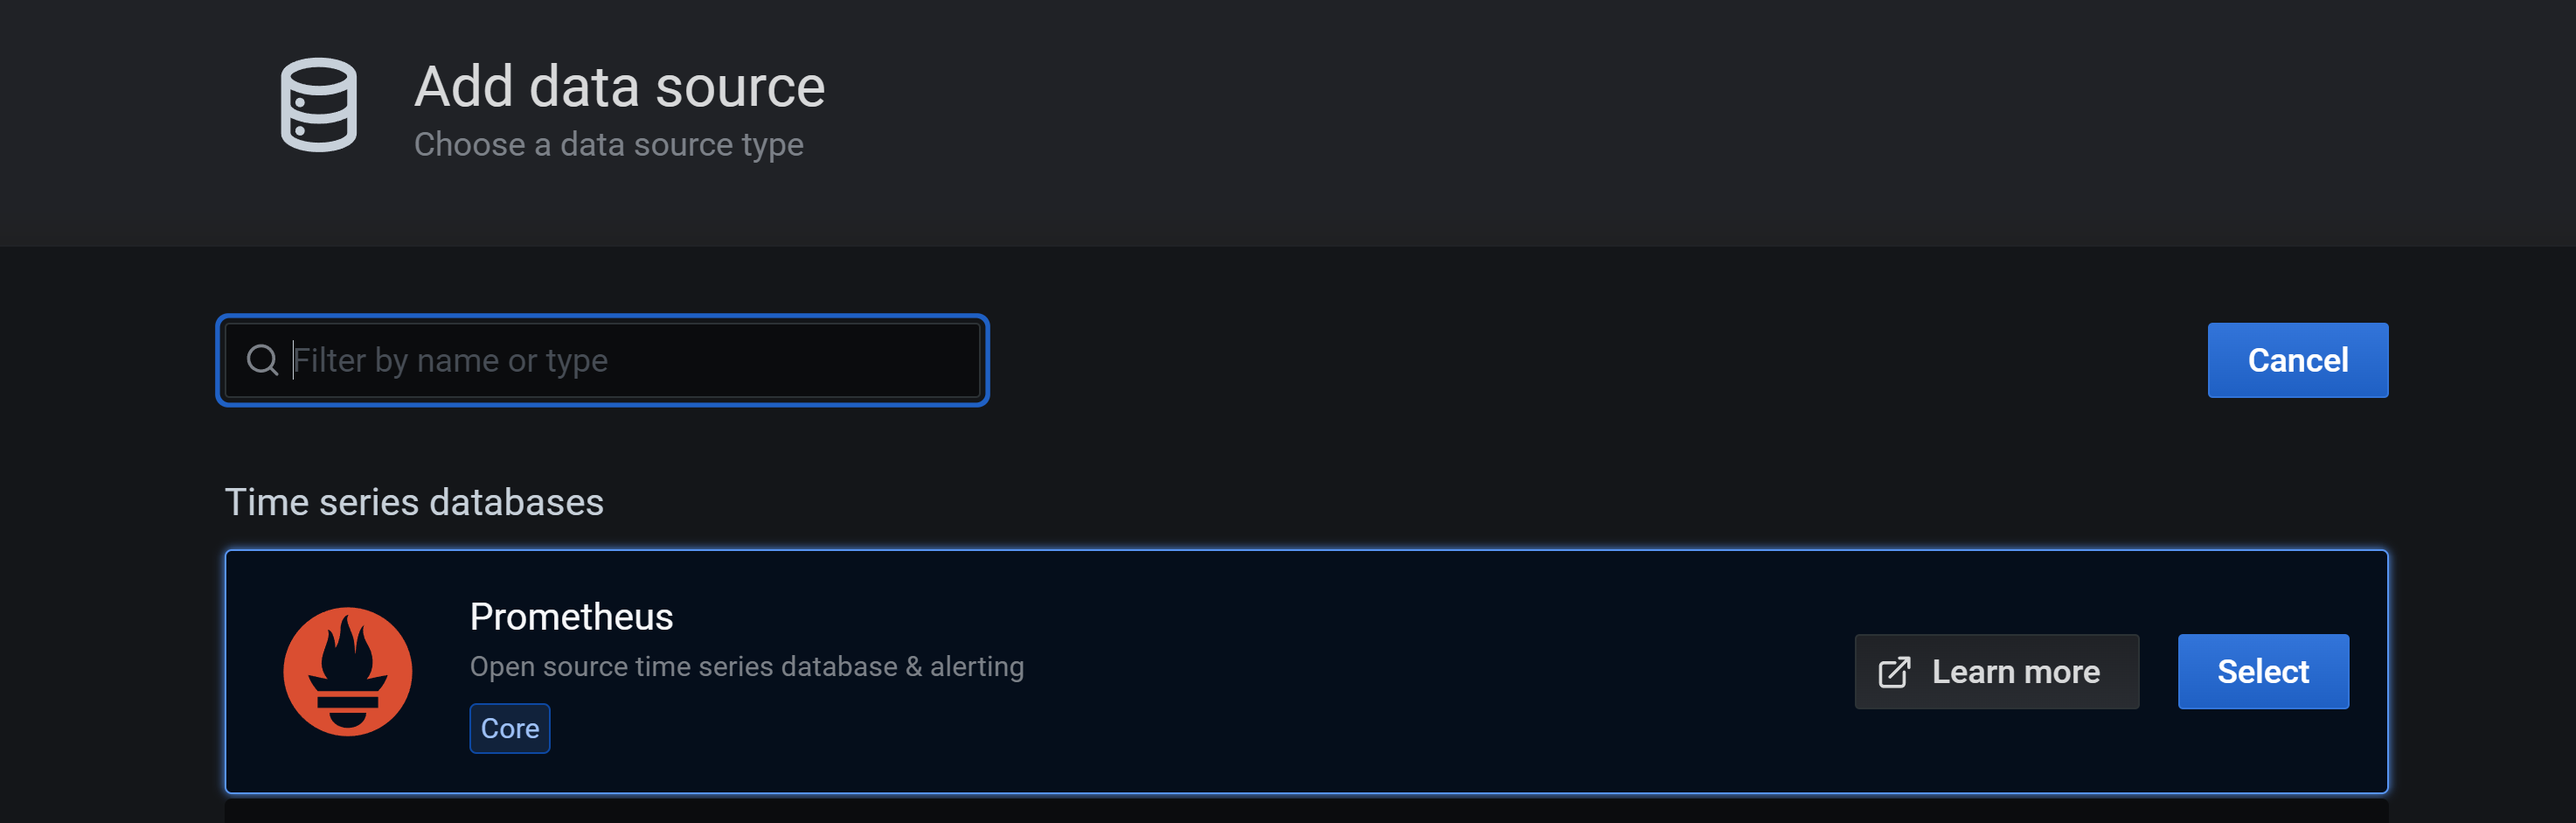 Add data source
Choose a data source type
Filter by name or type
Cancel
Time series databases
Prometheus
Open source time series database & alerting
Core
Learn more
Select